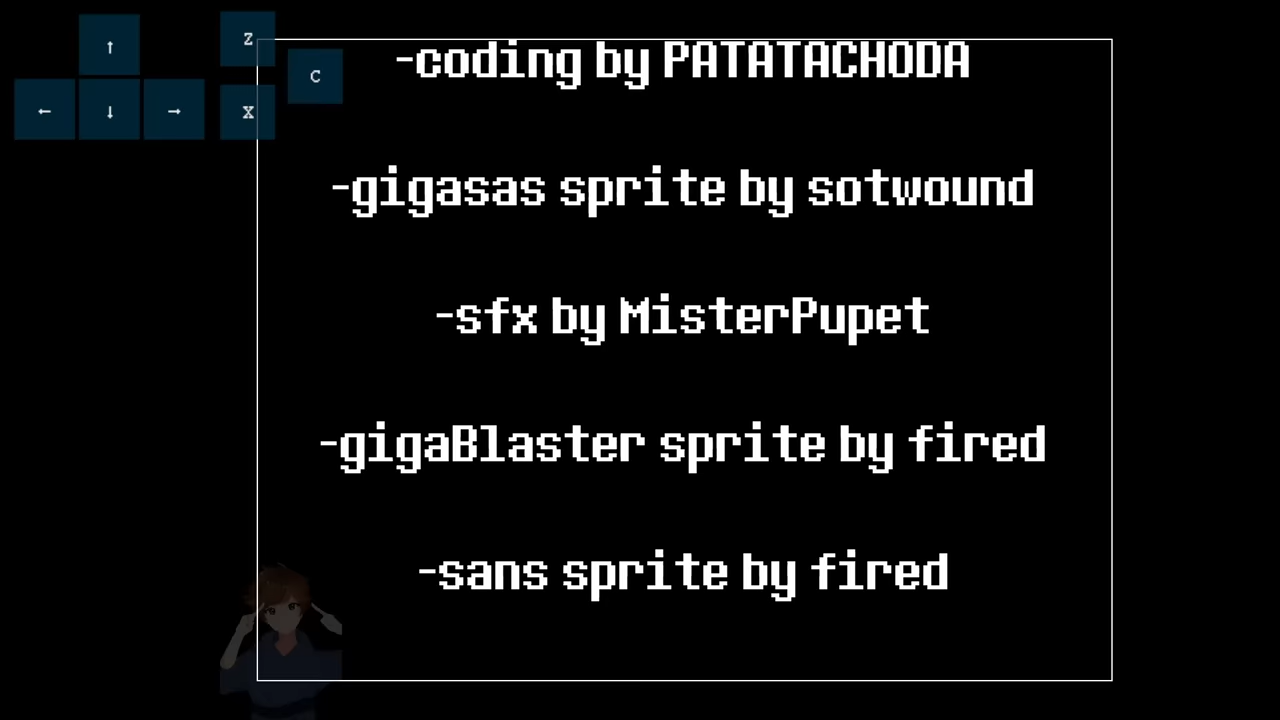 ↑
Z
C
←
↓
→
X
-coding by PATATACHODA
-gigasas sprite by sotwound
-sfx by MisterPupet
-gigaBlaster sprite by fired
-sans sprite by fired